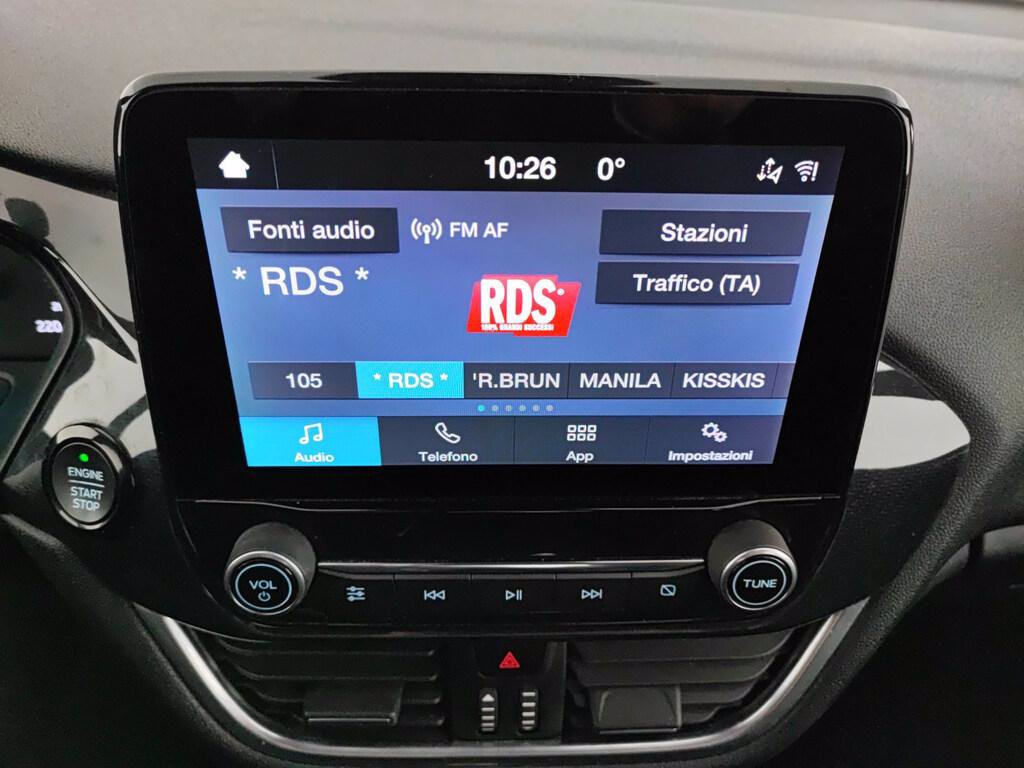 10:26 0°
Fonti audio
FM AF
Stazioni
* RDS *
RDS
100% GRANDI SUCCESSI
Traffico (TA)
105
* RDS *
'R.BRUN
MANILA
KISSKIS
Audio
Telefono
App
Impostazioni
220
ENGINE
START
STOP
VOL
TUNE